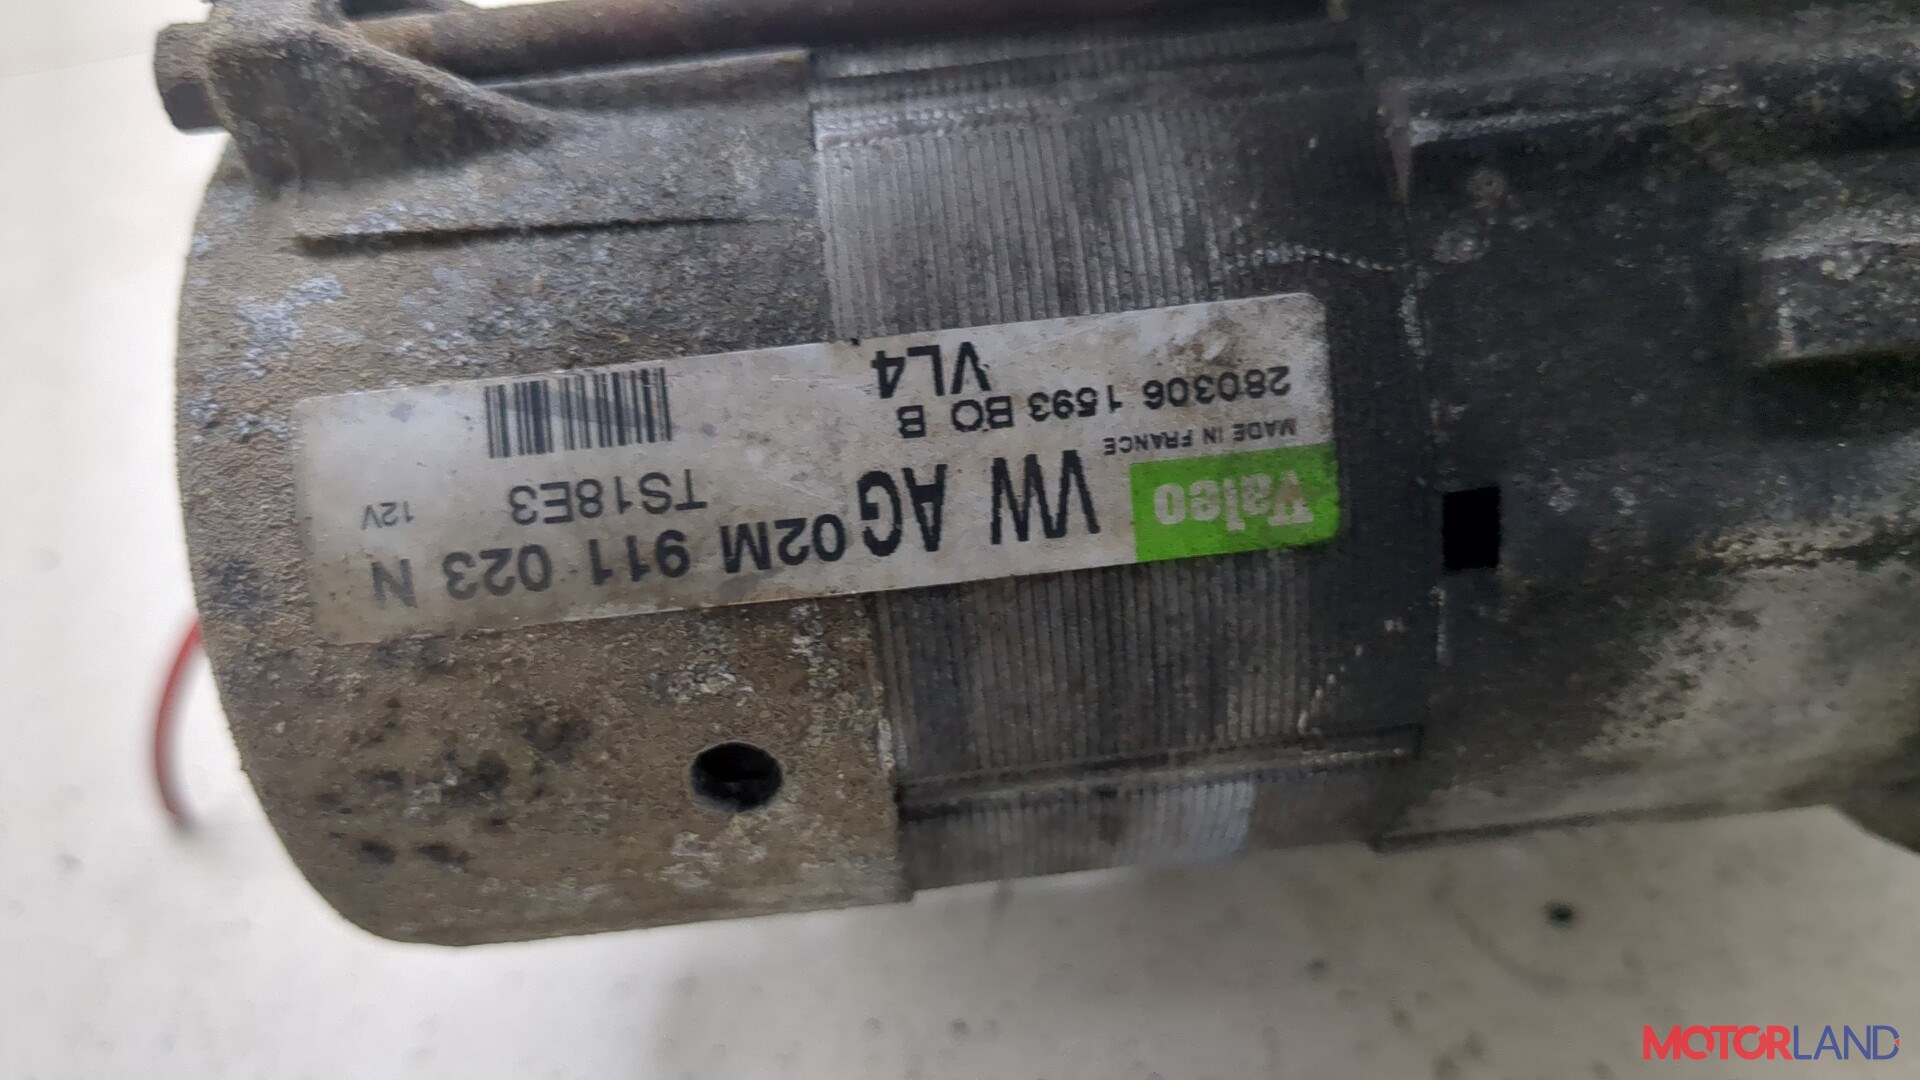 Valeo
VW AG 02M 911 023 N
MADE IN FRANCE
TS18E3
12V
280306 1593 BO B
VL4
MOTORLAND